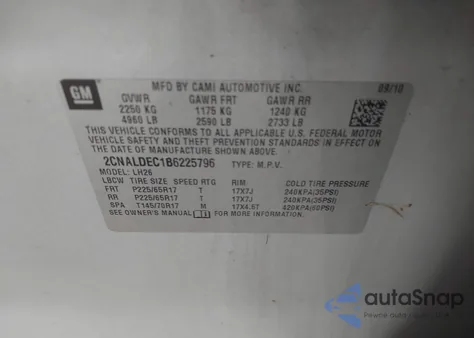 GM
MFD BY CAMI AUTOMOTIVE INC. 09/10
GVWR GAWR FRT GAWR RR
2250 KG 1175 KG 1240 KG
4960 LB 2590 LB 2733 LB
THIS VEHICLE CONFORMS TO ALL APPLICABLE U.S. FEDERAL MOTOR
VEHICLE SAFETY, BUMPER, AND THEFT PREVENTION STANDARDS IN EFFECT
ON THE DATE OF MANUFACTURE SHOWN ABOVE.
2CNALDEC1B6225796 TYPE: M.P.V.
MODEL: LH26
LBCW TIRE SIZE SPEED RTG RIM COLD TIRE PRESSURE
FRT P225/65R17 T 17X7J 240KPA(35PSI)
RR P225/65R17 T 17X7J 240KPA(35PSI)
SPA T145/70R17 M 17X4.5T 420KPA(60PSI)
SEE OWNER'S MANUAL FOR MORE INFORMATION.
autoSnap